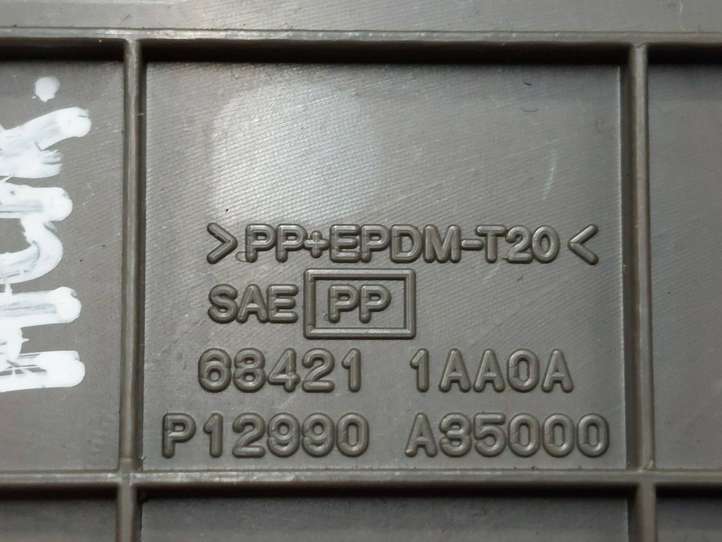 >PP+EPDM-T20<
SAE PP
68421 1AA0A
P12990 A35000